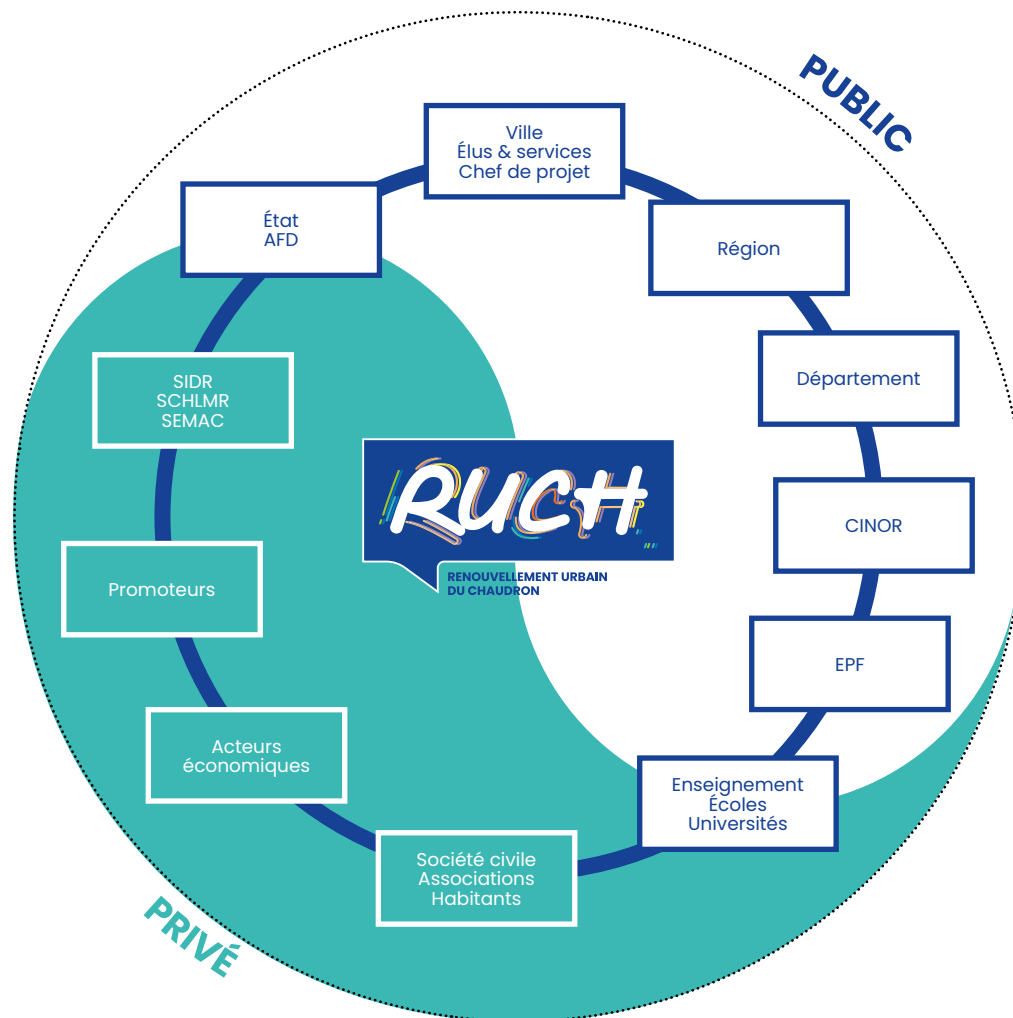 PUBLIC
Ville
Élus & services
Chef de projet
État
AFD
Région
Département
SIDR
SCHLMR
SEMAC
RUCH
RENOUVELLEMENT URBAIN
DU CHAUDRON
CINOR
Promoteurs
EPF
Acteurs
économiques
Enseignement
Écoles
Universités
Société civile
Associations
Habitants
PRIVÉ